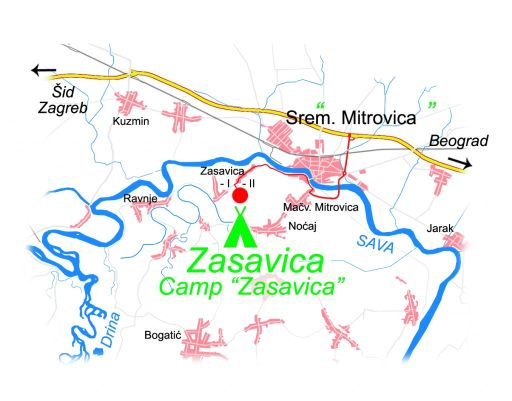 Šid
Zagreb
Kuzmin
“ ”
Srem. Mitrovica
Beograd
Zasavica
- I - II
Ravnje
Mačv. Mitrovica
Noćaj
Jarak
SAVA
Zasavica
Camp “Zasavica”
Drina
Bogatić